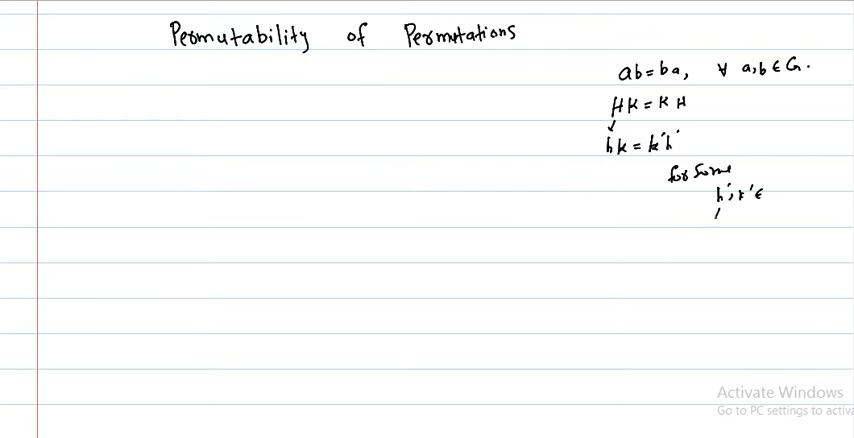 Permutability of Permutations
ab = ba, ∀ a,b ∈ G.
HK = KH
hk = k'h'
for some
h', k' ∈
Activate Windows
Go to PC settings to activa